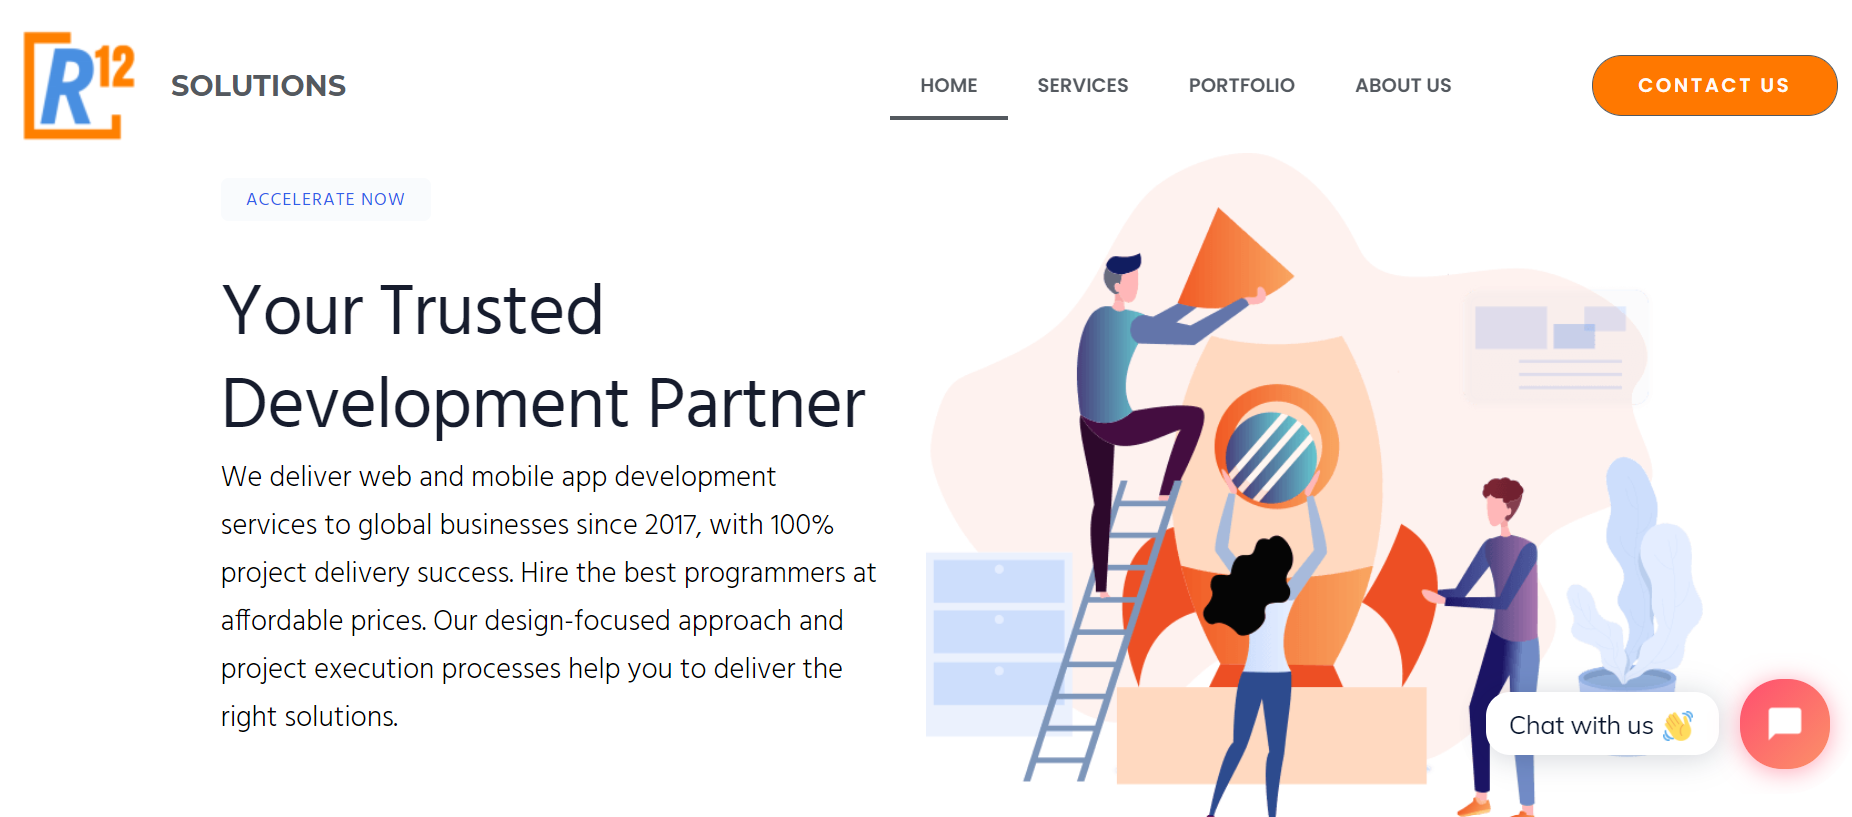 R12
SOLUTIONS
HOME
SERVICES
PORTFOLIO
ABOUT US
CONTACT US
ACCELERATE NOW
Your Trusted
Development Partner
We deliver web and mobile app development
services to global businesses since 2017, with 100%
project delivery success. Hire the best programmers at
affordable prices. Our design-focused approach and
project execution processes help you to deliver the
right solutions.
Chat with us 👋